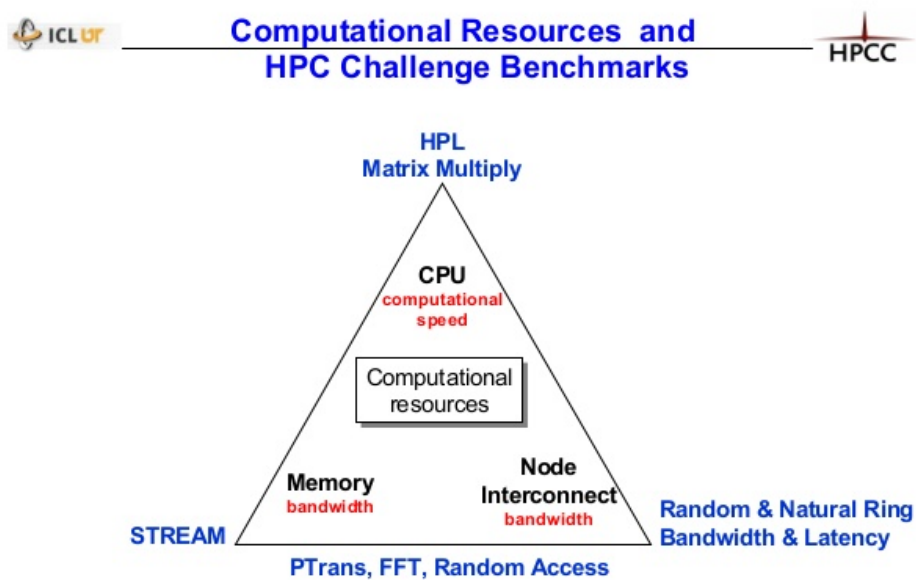 ICL UT
Computational Resources and
HPC Challenge Benchmarks
HPCC
HPL
Matrix Multiply
CPU
computational
speed
Computational
resources
Memory
bandwidth
Node
Interconnect
bandwidth
STREAM
Random & Natural Ring
Bandwidth & Latency
PTrans, FFT, Random Access